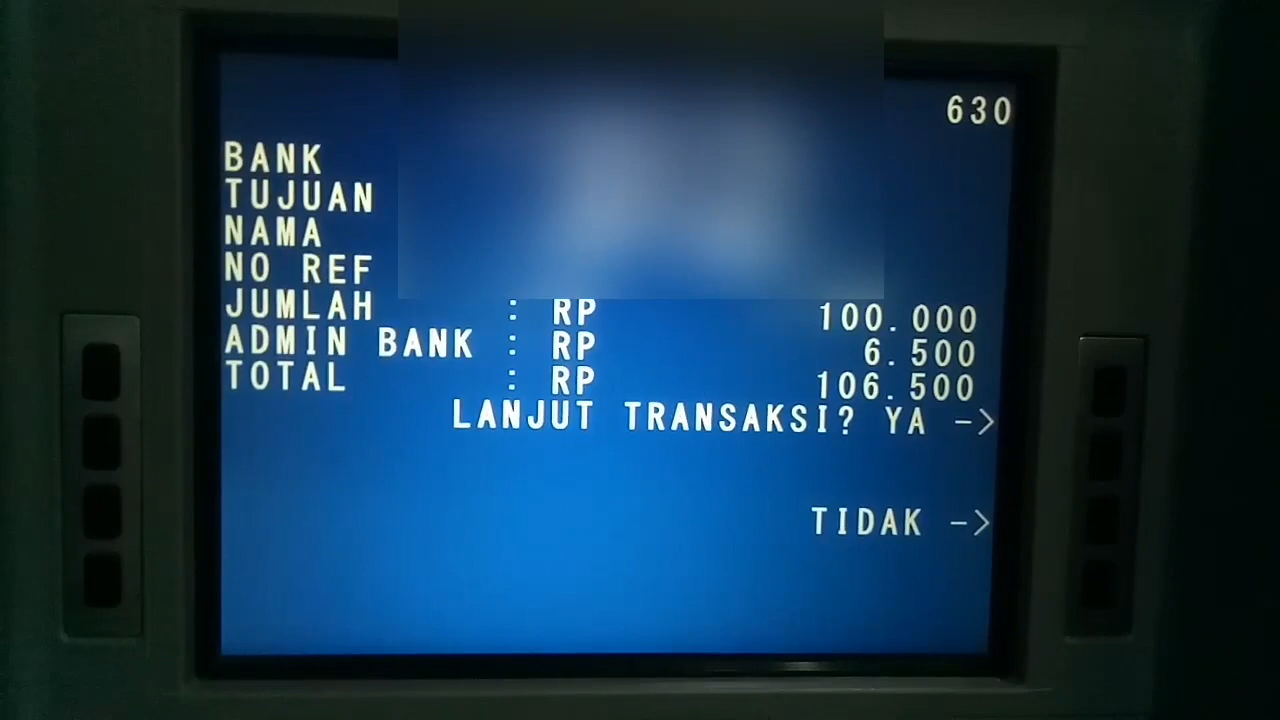 630
BANK
TUJUAN
NAMA
NO REF
JUMLAH : RP 100.000
ADMIN BANK : RP 6.500
TOTAL : RP 106.500
LANJUT TRANSAKSI? YA ->
TIDAK ->